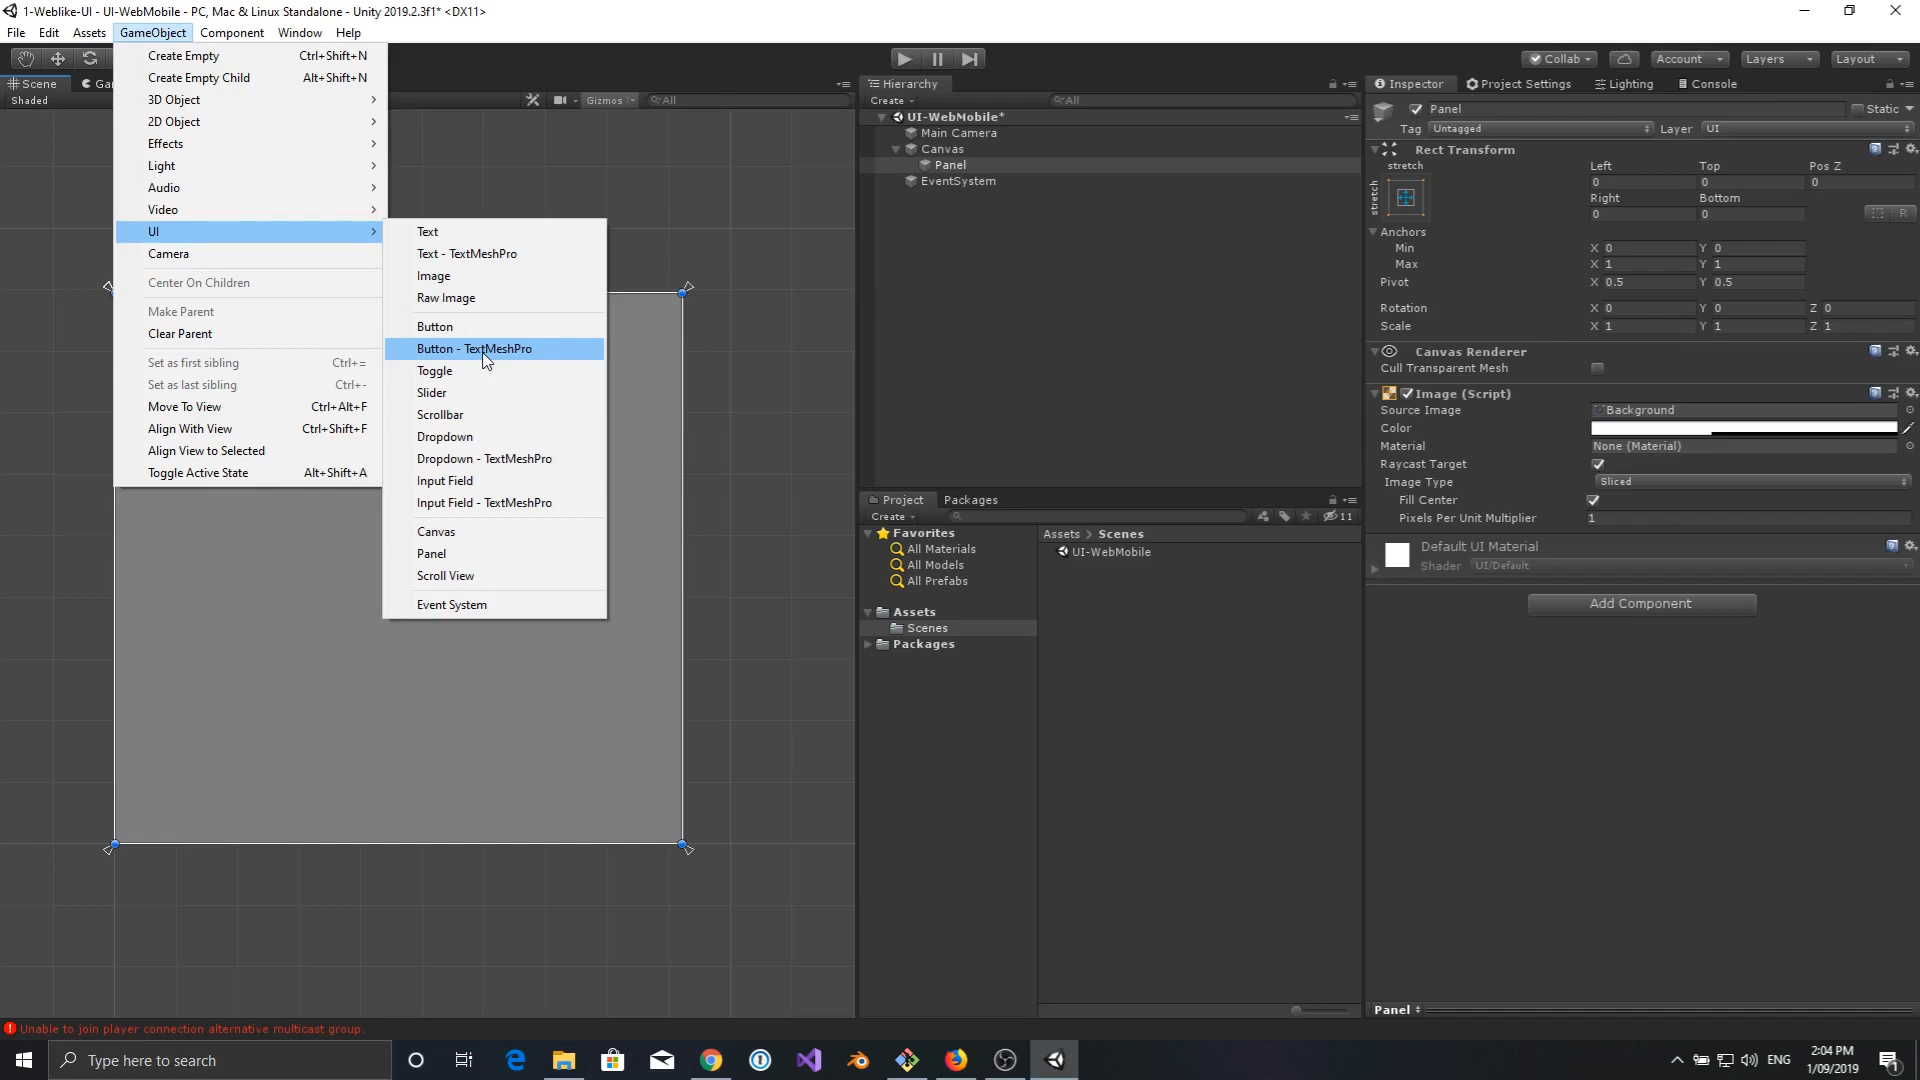 1-Weblike-UI - UI-WebMobile - PC, Mac & Linux Standalone - Unity 2019.2.3f1* <DX11>
File Edit Assets GameObject Component Window Help
Collab Account Layers Layout
Scene
Shaded Gizmos All
Create Empty Ctrl+Shift+N
Create Empty Child Alt+Shift+N
3D Object
2D Object
Effects
Light
Audio
Video
UI
Camera
Center On Children
Make Parent
Clear Parent
Set as first sibling Ctrl+=
Set as last sibling Ctrl+-
Move To View Ctrl+Alt+F
Align With View Ctrl+Shift+F
Align View to Selected
Toggle Active State Alt+Shift+A
Text
Text - TextMeshPro
Image
Raw Image
Button
Button - TextMeshPro
Toggle
Slider
Scrollbar
Dropdown
Dropdown - TextMeshPro
Input Field
Input Field - TextMeshPro
Canvas
Panel
Scroll View
Event System
Hierarchy
Create All
UI-WebMobile*
Main Camera
Canvas
Panel
EventSystem
Project Packages
Create 11
Favorites
All Materials
All Models
All Prefabs
Assets
Scenes
Packages
Assets > Scenes
UI-WebMobile
Inspector Project Settings Lighting Console
Panel Static
Tag Untagged Layer UI
Rect Transform
stretch
stretch
Left Top Pos Z
0 0 0
Right Bottom
0 0 R
Anchors
Min X 0 Y 0
Max X 1 Y 1
Pivot X 0.5 Y 0.5
Rotation X 0 Y 0 Z 0
Scale X 1 Y 1 Z 1
Canvas Renderer
Cull Transparent Mesh
Image (Script)
Source Image Background
Color
Material None (Material)
Raycast Target
Image Type Sliced
Fill Center
Pixels Per Unit Multiplier 1
Default UI Material
Shader UI/Default
Add Component
Panel
Unable to join player connection alternative multicast group.
Type here to search
ENG
2:04 PM
1/09/2019
1